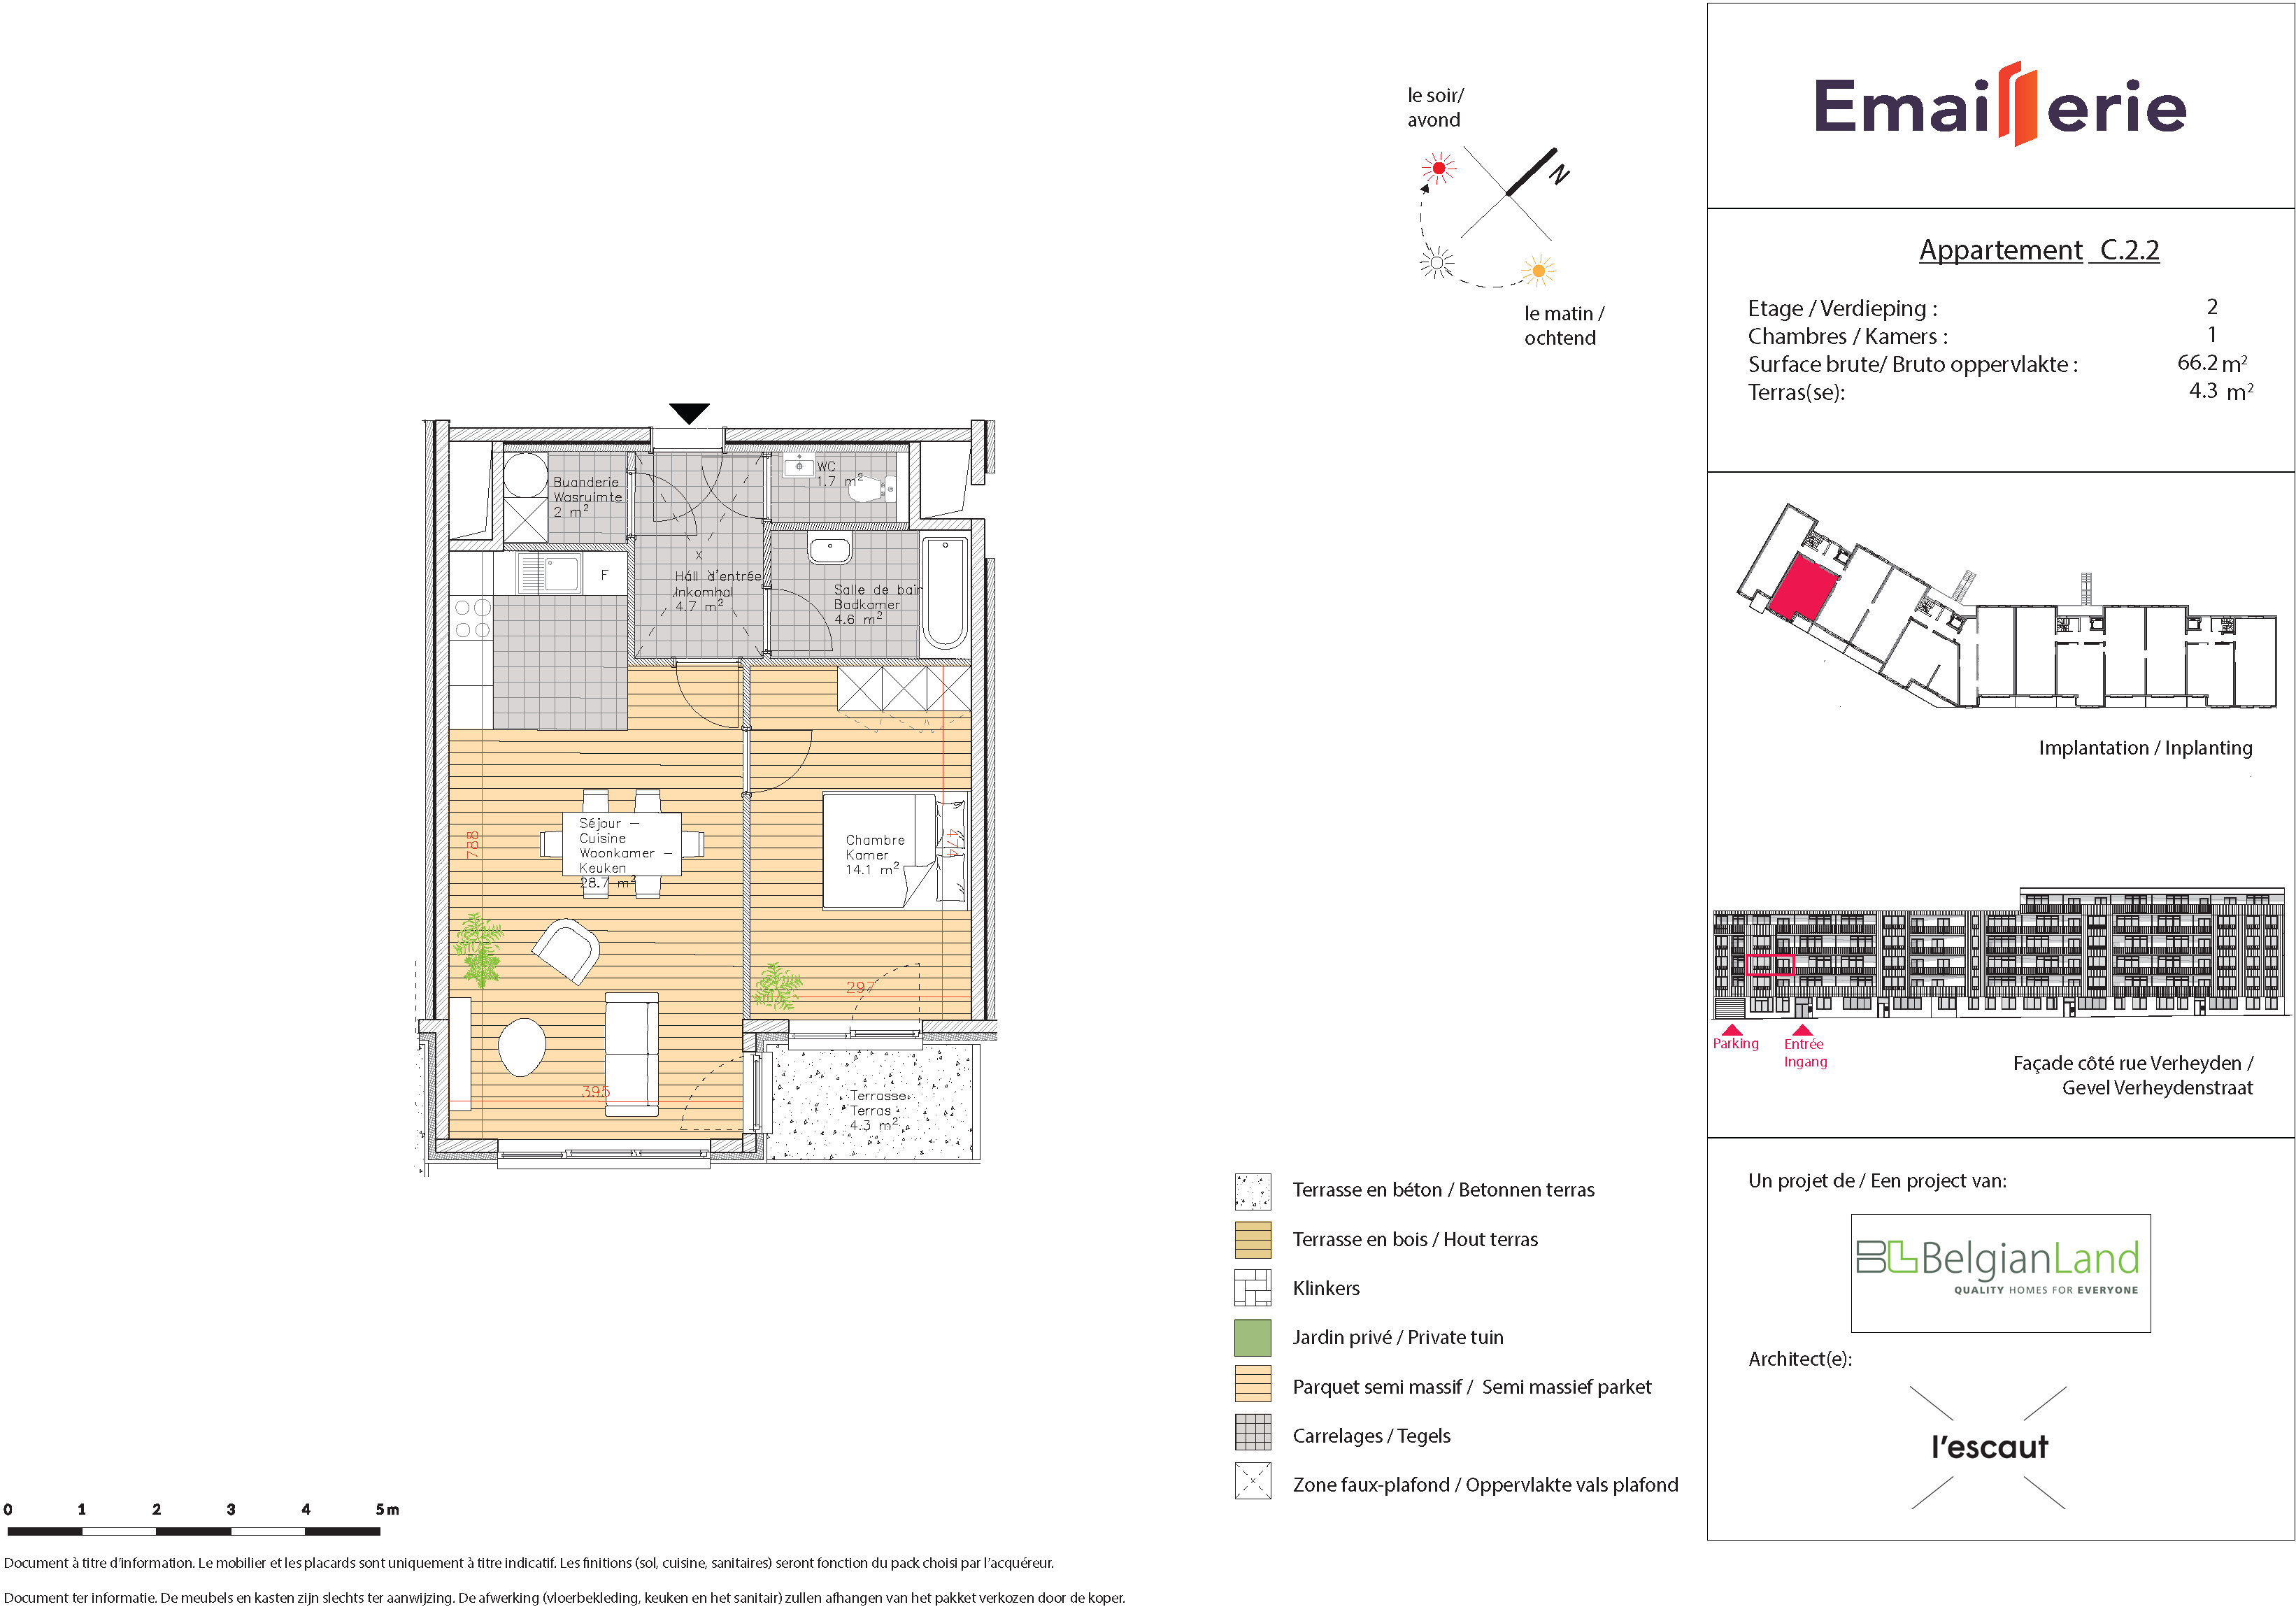 le soir/
avond
N
le matin /
ochtend
Emaillerie
Appartement C.2.2
Etage / Verdieping : 2
Chambres / Kamers : 1
Surface brute/ Bruto oppervlakte : 66.2 m²
Terras(se): 4.3 m²
Buanderie
Wasruimte
2 m²
WC
1.7 m²
F
Hall d'entrée
Inkomhal
4.7 m²
Salle de bain
Badkamer
4.6 m²
Séjour –
Cuisine
Woonkamer –
Keuken
28.7 m²
788
Chambre
Kamer
14.1 m²
474
297
395
Terrasse
Terras
4.3 m²
Implantation / Inplanting
Parking
Entrée
Ingang
Façade côté rue Verheyden /
Gevel Verheydenstraat
Terrasse en béton / Betonnen terras
Terrasse en bois / Hout terras
Klinkers
Jardin privé / Private tuin
Parquet semi massif / Semi massief parket
Carrelages / Tegels
Zone faux-plafond / Oppervlakte vals plafond
Un projet de / Een project van:
BL BelgianLand
QUALITY HOMES FOR EVERYONE
Architect(e):
l'escaut
0 1 2 3 4 5 m
Document à titre d'information. Le mobilier et les placards sont uniquement à titre indicatif. Les finitions (sol, cuisine, sanitaires) seront fonction du pack choisi par l'acquéreur.
Document ter informatie. De meubels en kasten zijn slechts ter aanwijzing. De afwerking (vloerbekleding, keuken en het sanitair) zullen afhangen van het pakket verkozen door de koper.